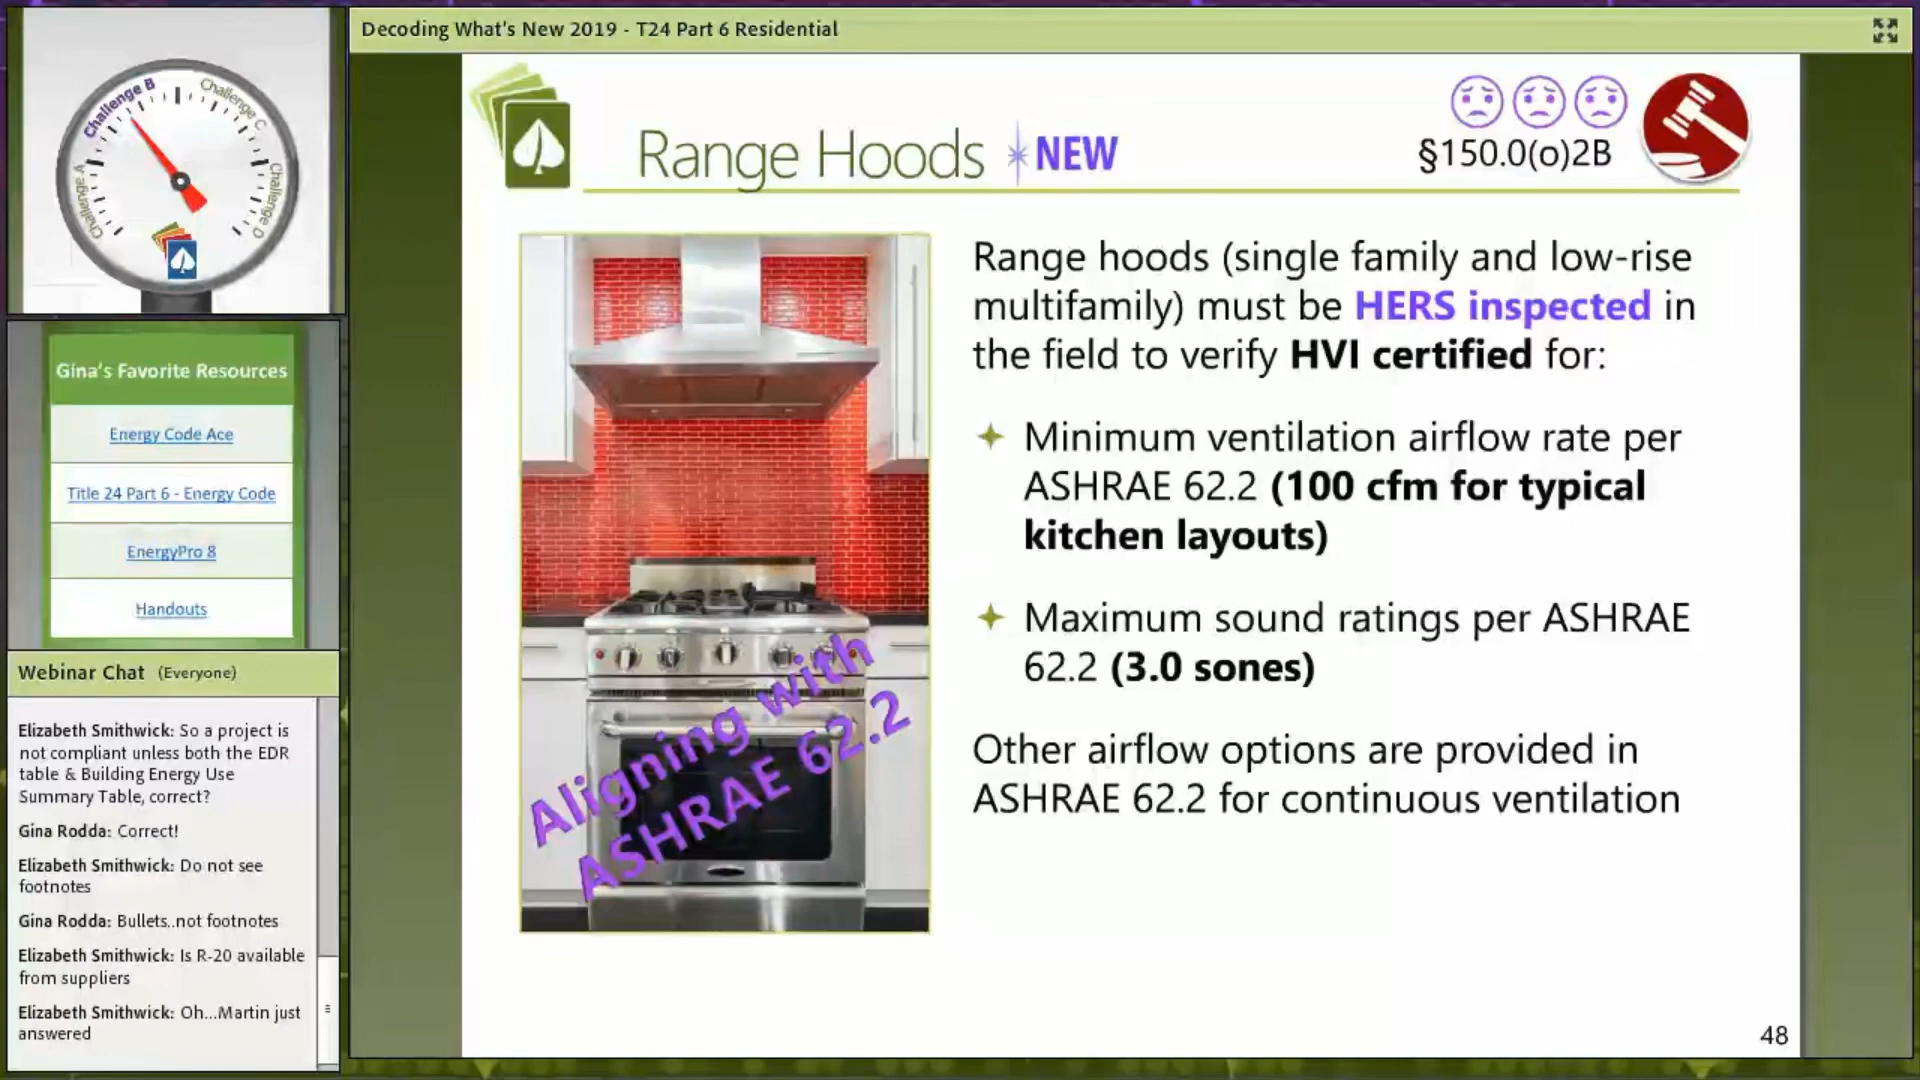 Decoding What's New 2019 - T24 Part 6 Residential
Challenge A
Challenge B
Challenge C
Challenge D
Gina's Favorite Resources
Energy Code Ace
Title 24 Part 6 - Energy Code
EnergyPro 8
Handouts
Webinar Chat (Everyone)
Elizabeth Smithwick: So a project is
not compliant unless both the EDR
table & Building Energy Use
Summary Table, correct?
Gina Rodda: Correct!
Elizabeth Smithwick: Do not see
footnotes
Gina Rodda: Bullets..not footnotes
Elizabeth Smithwick: Is R-20 available
from suppliers
Elizabeth Smithwick: Oh...Martin just
answered
Range Hoods NEW
§150.0(o)2B
Range hoods (single family and low-rise
multifamily) must be HERS inspected in
the field to verify HVI certified for:
Minimum ventilation airflow rate per
ASHRAE 62.2 (100 cfm for typical
kitchen layouts)
Maximum sound ratings per ASHRAE
62.2 (3.0 sones)
Other airflow options are provided in
ASHRAE 62.2 for continuous ventilation
Aligning with
ASHRAE 62.2
48